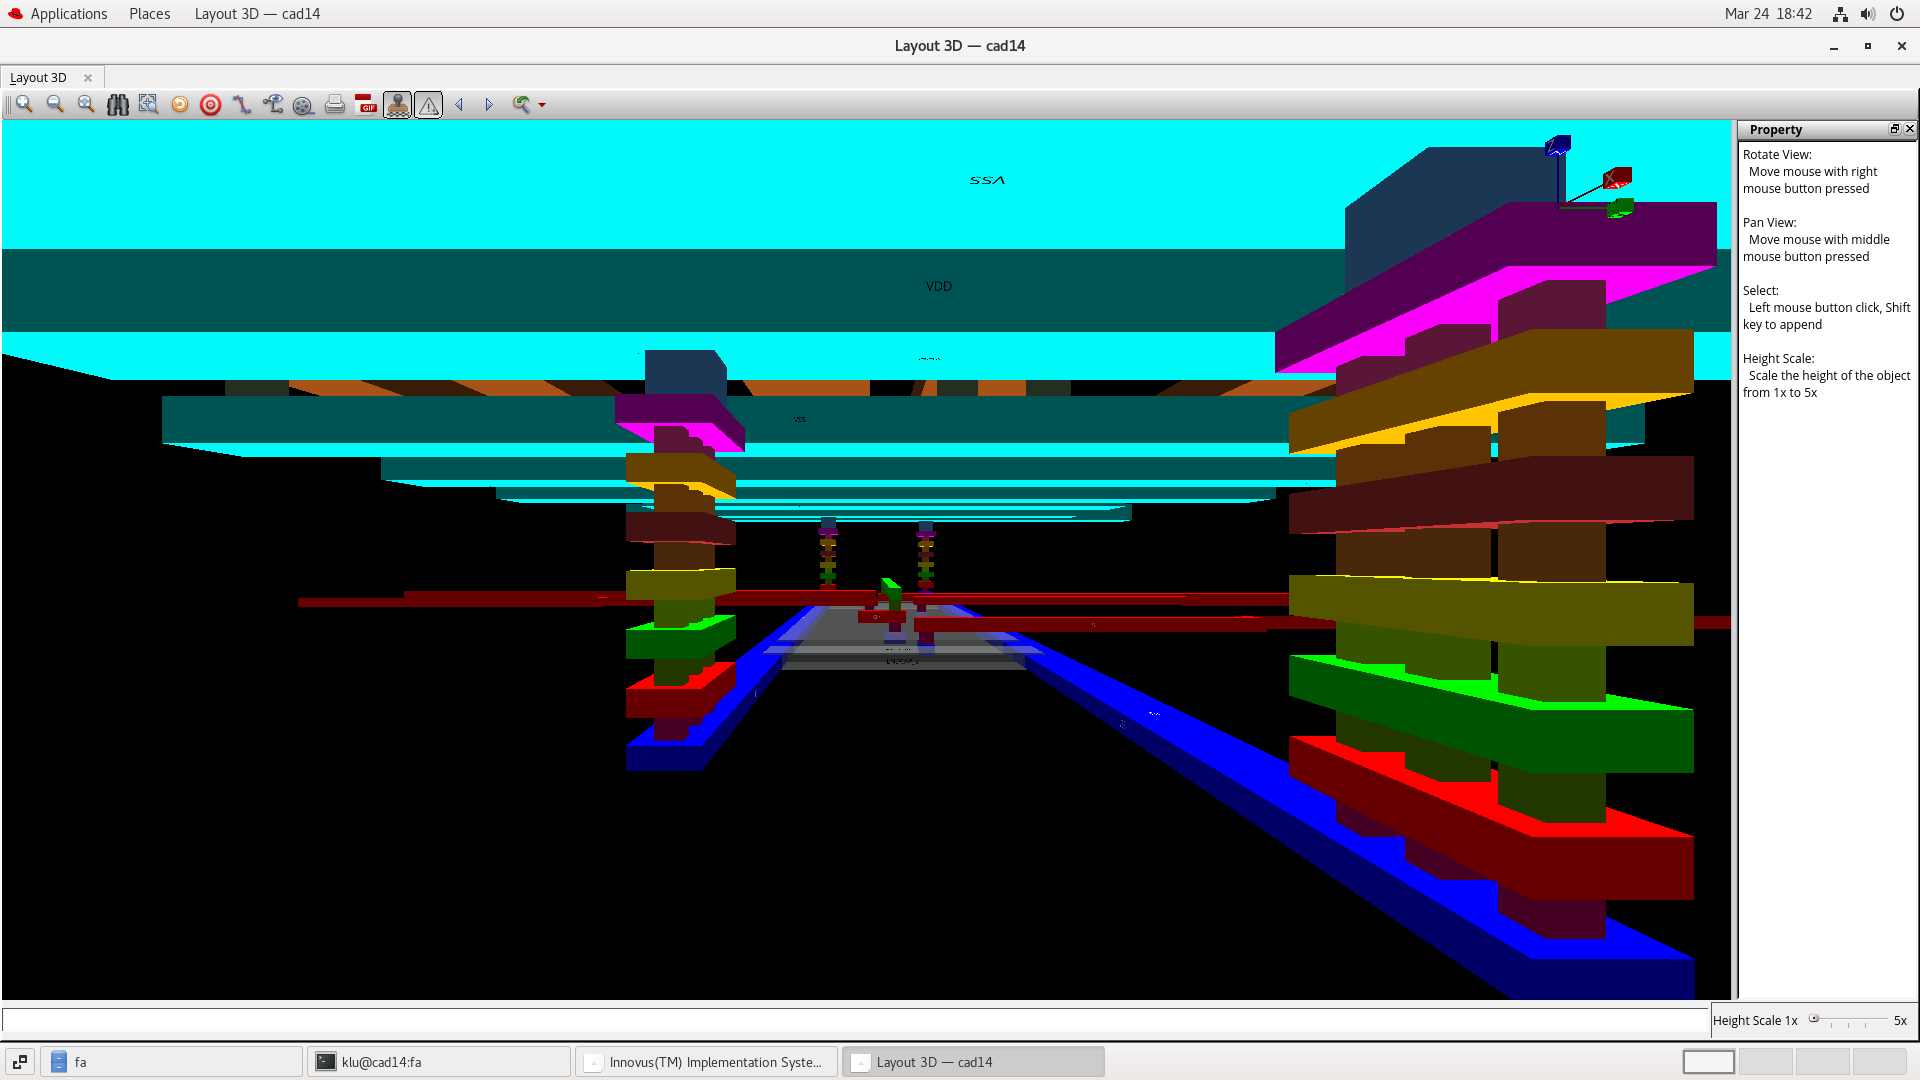 Applications Places Layout 3D — cad14 Mar 24 18:42
Layout 3D — cad14
Layout 3D
GIF
VSS
VDD
VSS
Property
Rotate View:
Move mouse with right
mouse button pressed
Pan View:
Move mouse with middle
mouse button pressed
Select:
Left mouse button click, Shift
key to append
Height Scale:
Scale the height of the object
from 1x to 5x
Height Scale 1x 5x
fa klu@cad14:fa Innovus(TM) Implementation Syste... Layout 3D — cad14